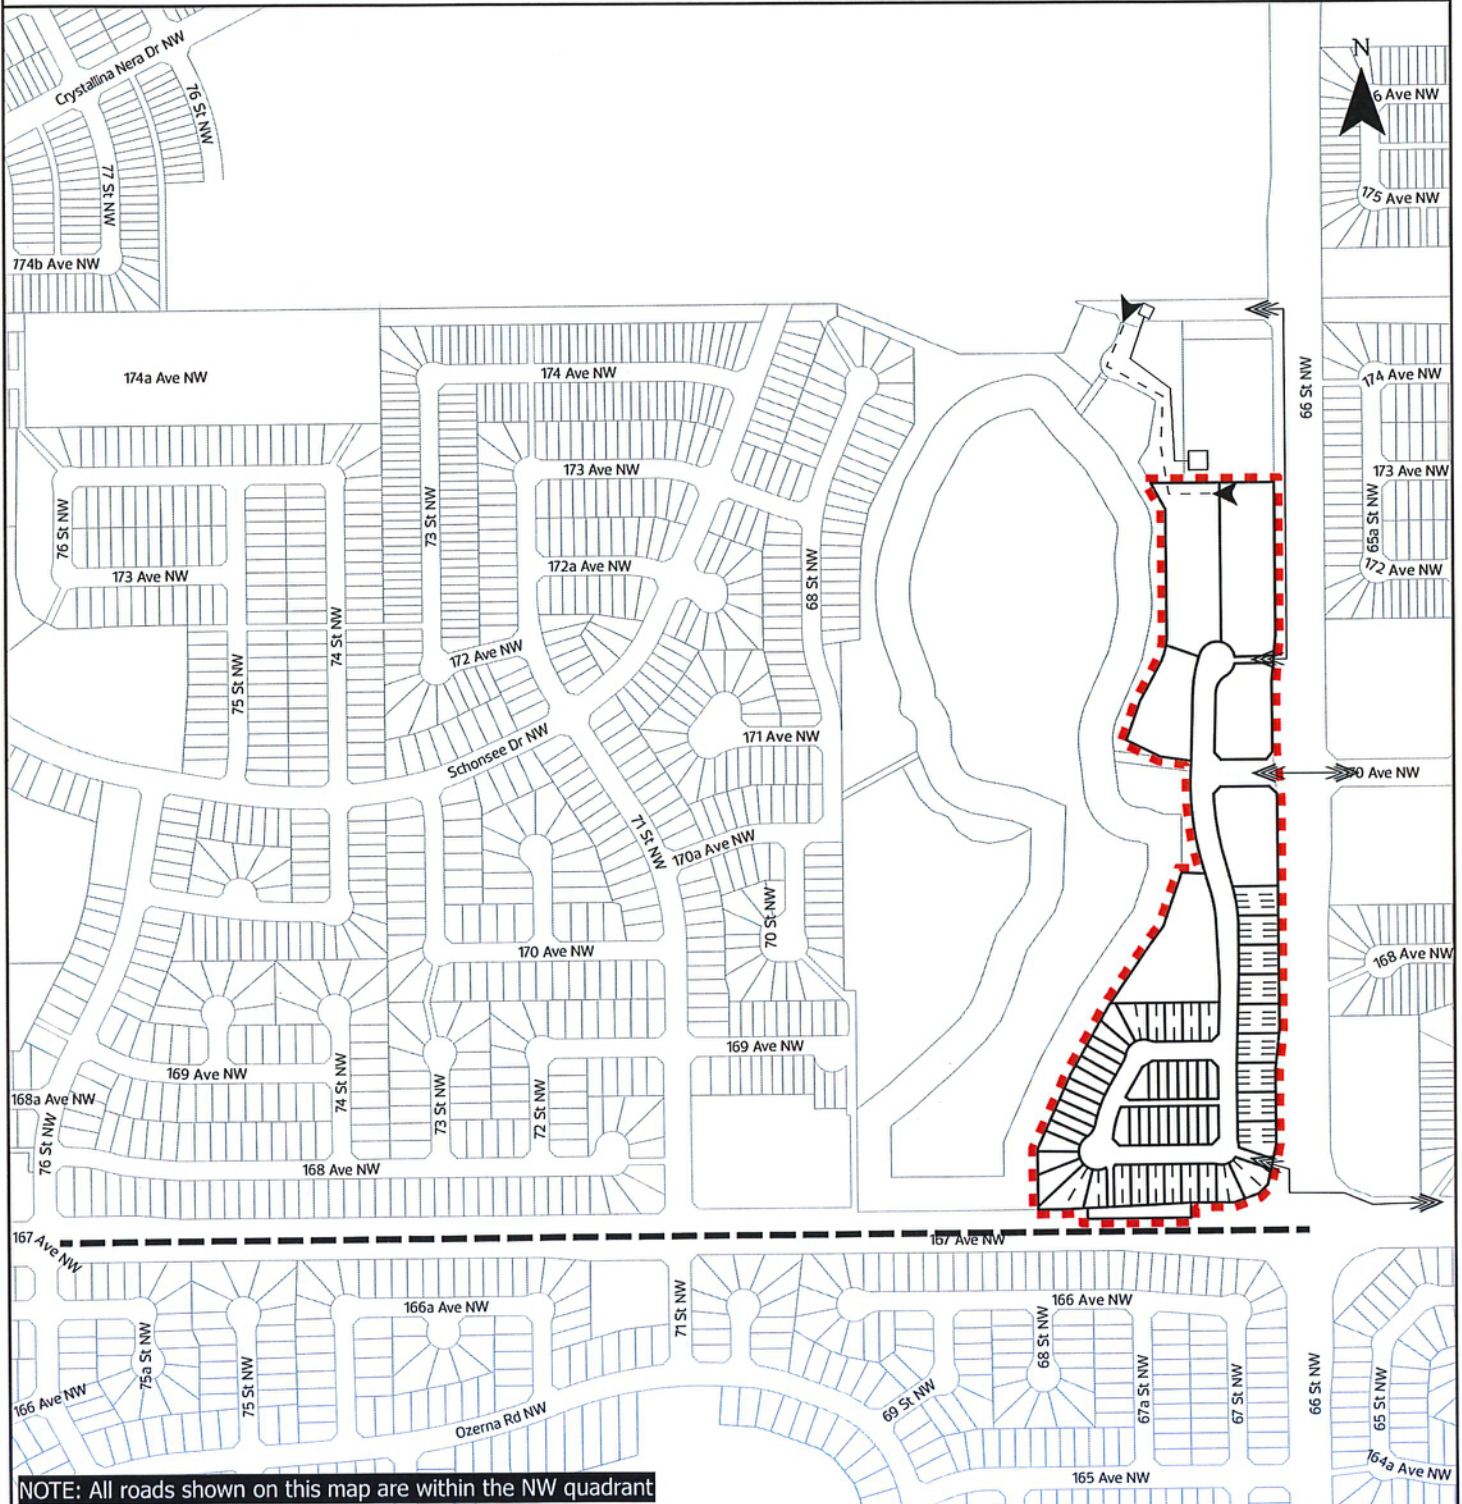 N
Crystallina Nera Dr NW
76 St NW
6 Ave NW
77 St NW
175 Ave NW
174b Ave NW
174a Ave NW
174 Ave NW
66 St NW
174 Ave NW
173 Ave NW
173 Ave NW
76 St NW
73 St NW
65a St NW
172a Ave NW
68 St NW
172 Ave NW
173 Ave NW
74 St NW
172 Ave NW
75 St NW
171 Ave NW
Schonsee Dr NW
70 Ave NW
71 St NW
170a Ave NW
70 St NW
170 Ave NW
168 Ave NW
169 Ave NW
169 Ave NW
74 St NW
73 St NW
72 St NW
168a Ave NW
76 St NW
168 Ave NW
167 Ave NW
167 Ave NW
166a Ave NW
71 St NW
166 Ave NW
75a St NW
75 St NW
68 St NW
67a St NW
67 St NW
66 St NW
65 St NW
166 Ave NW
69 St NW
Ozerna Rd NW
164a Ave NW
165 Ave NW
NOTE: All roads shown on this map are within the NW quadrant